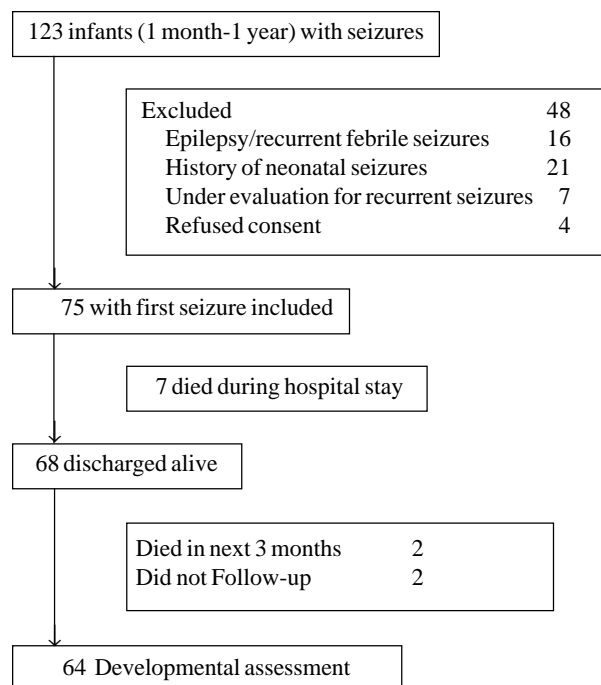 123 infants (1 month-1 year) with seizures
Excluded 48
Epilepsy/recurrent febrile seizures 16
History of neonatal seizures 21
Under evaluation for recurrent seizures 7
Refused consent 4
75 with first seizure included
7 died during hospital stay
68 discharged alive
Died in next 3 months 2
Did not Follow-up 2
64 Developmental assessment